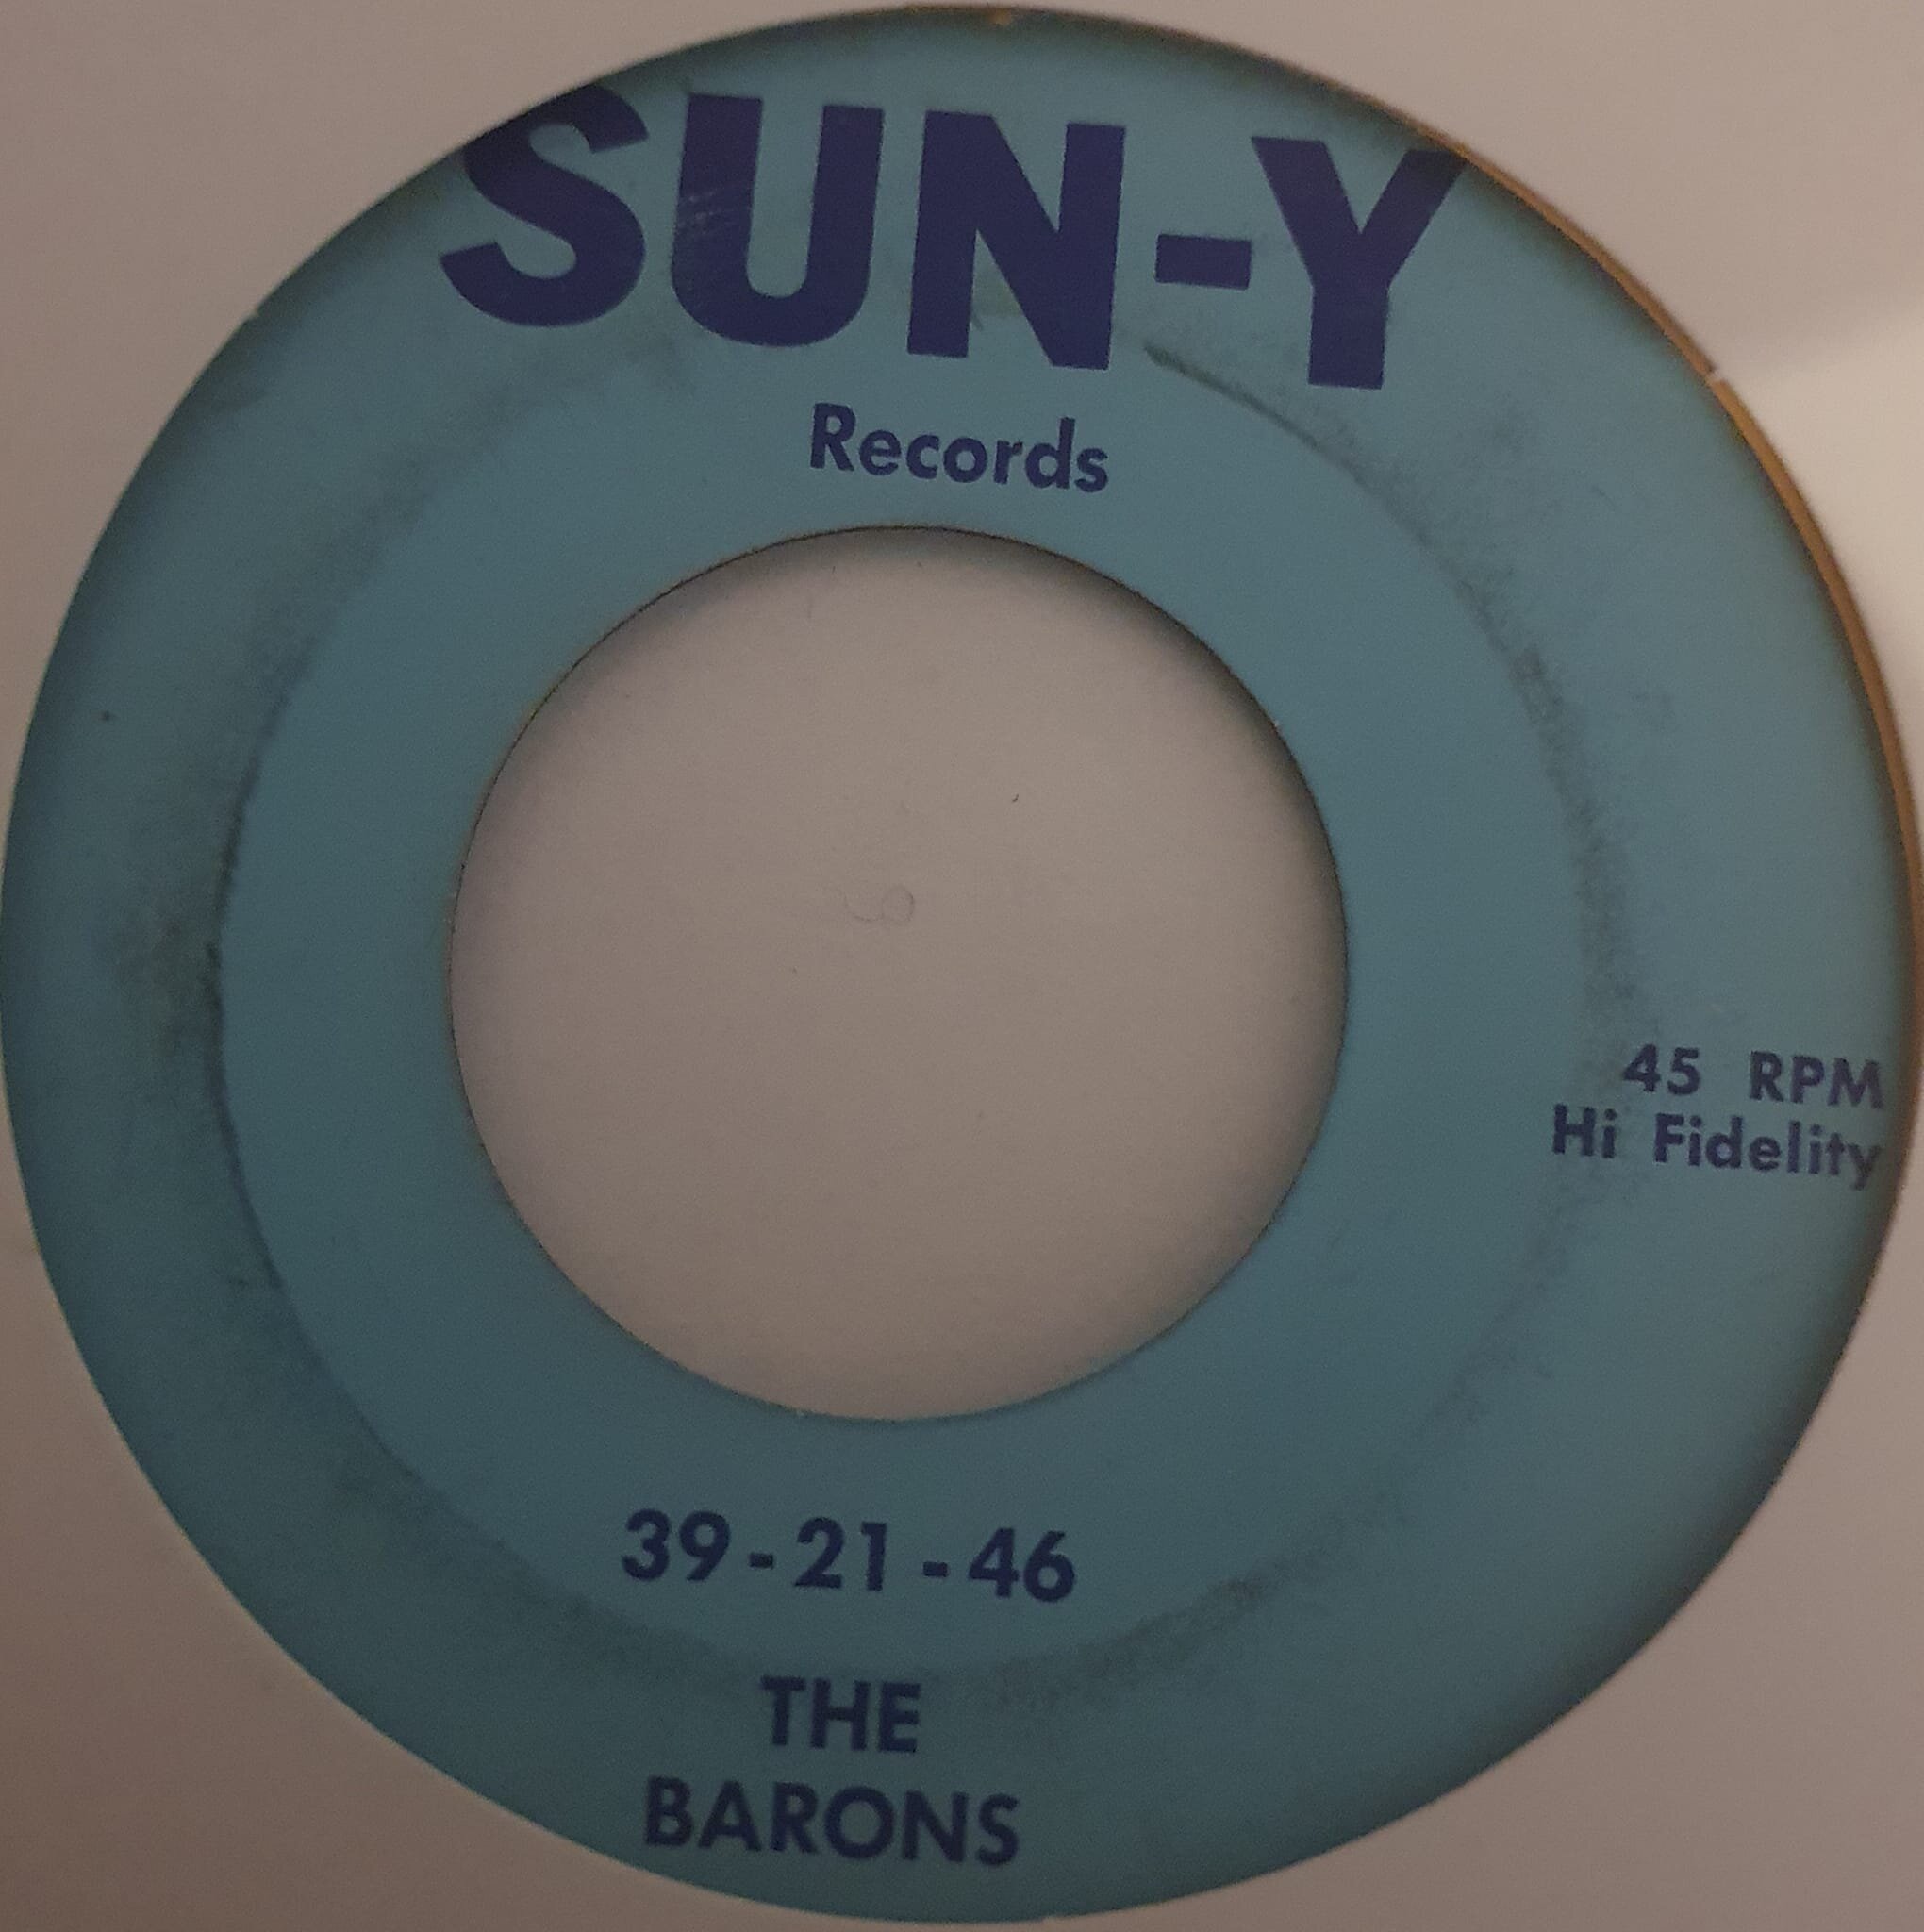 SUN-Y
Records
45 RPM
Hi Fidelity
39-21-46
THE
BARONS